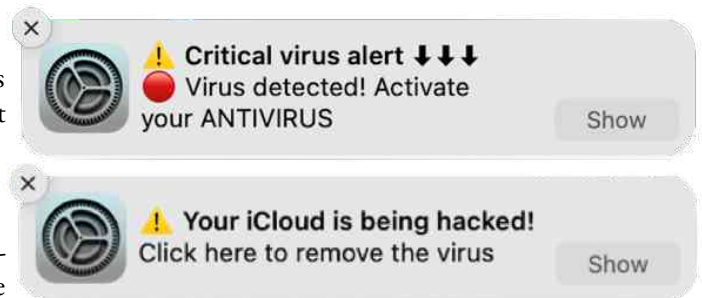 s
t
⚠️ Critical virus alert ⬇⬇⬇
🔴 Virus detected! Activate
your ANTIVIRUS
Show
⚠️ Your iCloud is being hacked!
Click here to remove the virus
Show
-
e